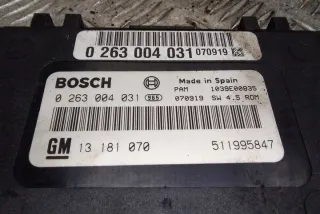 0 263 004 031 070919
BOSCH
Made in Spain
0 263 004 031 965 PAM 1039E00835
070919 SW 4.5 ROM
GM 13 181 070 511995847